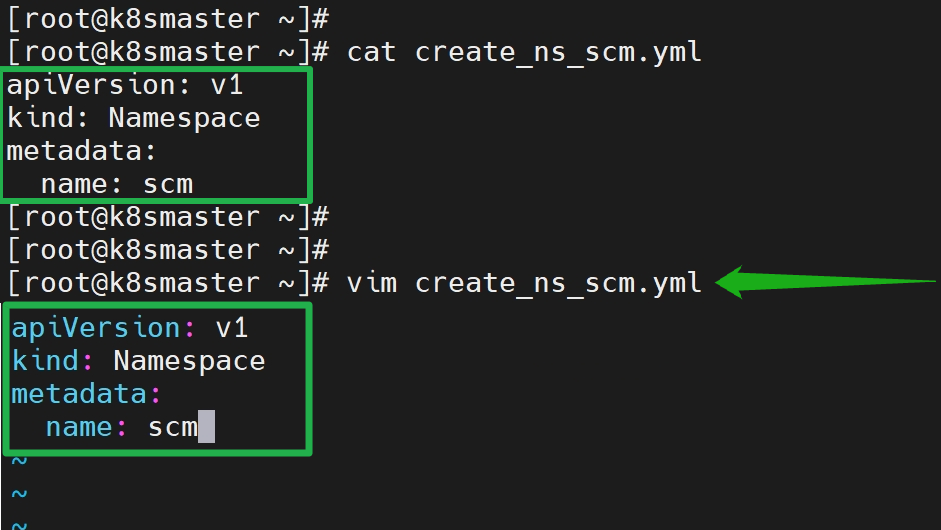 [root@k8smaster ~]#
[root@k8smaster ~]# cat create_ns_scm.yml
apiVersion: v1
kind: Namespace
metadata:
  name: scm
[root@k8smaster ~]#
[root@k8smaster ~]#
[root@k8smaster ~]# vim create_ns_scm.yml
apiVersion: v1
kind: Namespace
metadata:
  name: scm
~
~
~